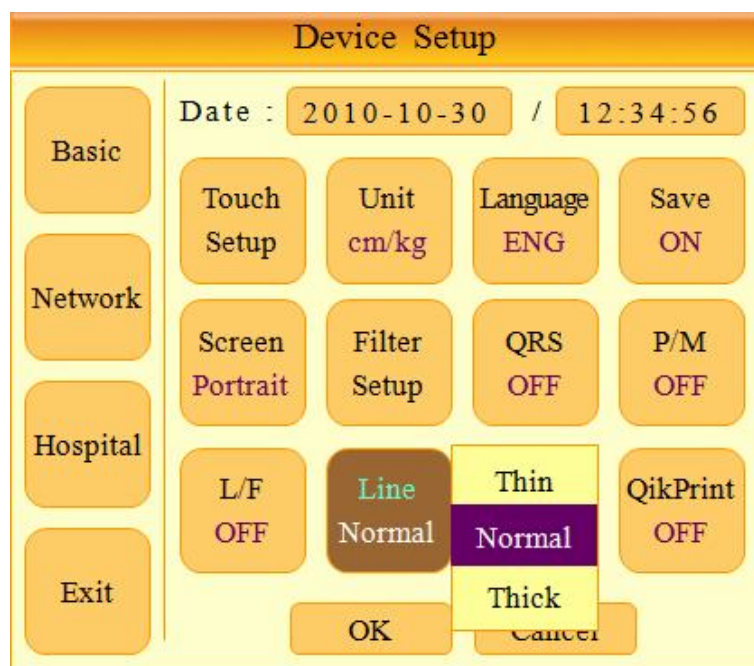 Device Setup
Date : 2010-10-30 / 12:34:56
Basic
Network
Hospital
Exit
Touch
Setup
Unit
cm/kg
Language
ENG
Save
ON
Screen
Portrait
Filter
Setup
QRS
OFF
P/M
OFF
L/F
OFF
Line
Normal
Thin
Normal
Thick
QikPrint
OFF
OK
Cancel